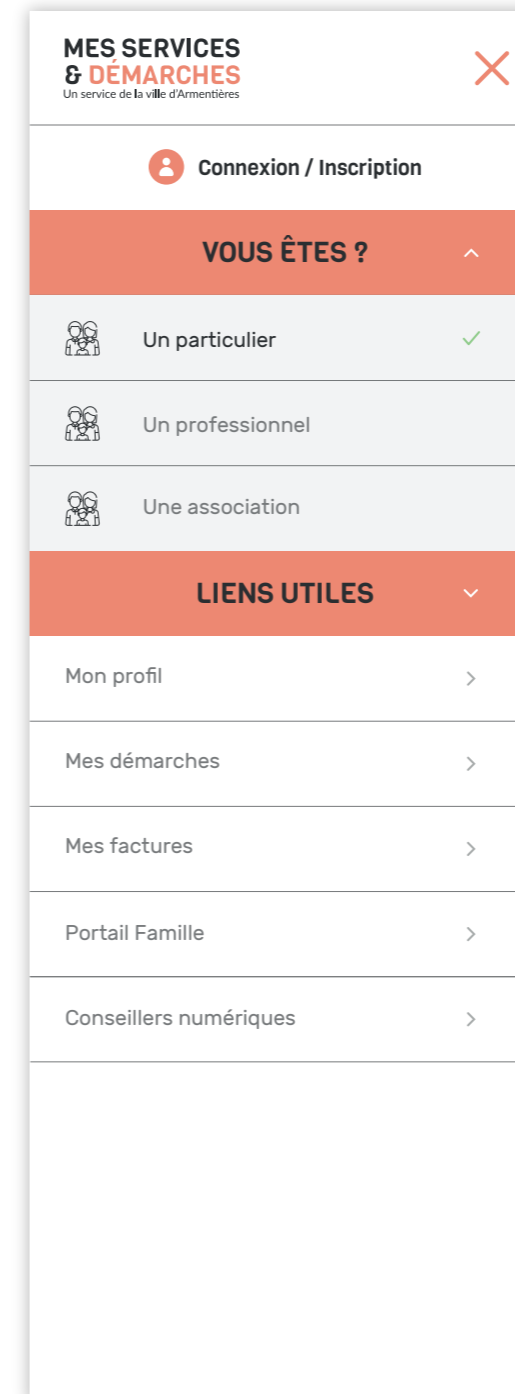 MES SERVICES
& DÉMARCHES
Un service de la ville d'Armentières
Connexion / Inscription
VOUS ÊTES ?
Un particulier
Un professionnel
Une association
LIENS UTILES
Mon profil
Mes démarches
Mes factures
Portail Famille
Conseillers numériques